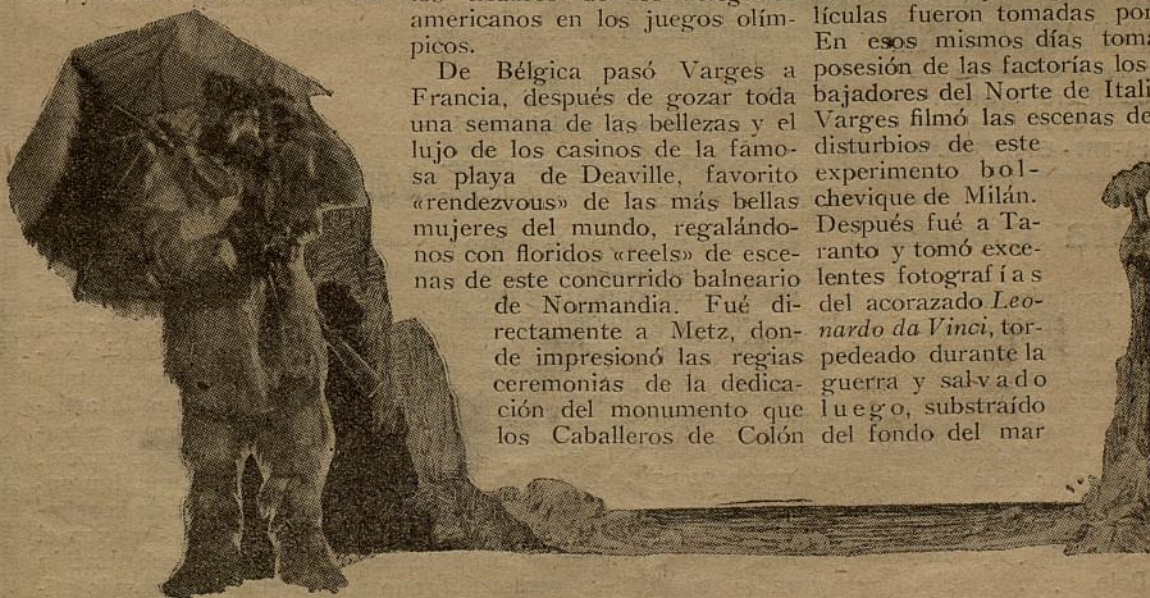 americanos en los juegos olím-
picos.
De Bélgica pasó Varges a
Francia, después de gozar toda
una semana de las bellezas y el
lujo de los casinos de la famo-
sa playa de Deaville, favorito
«rendezvous» de las más bellas
mujeres del mundo, regalándo-
nos con floridos «reels» de esce-
nas de este concurrido balneario
de Normandia. Fué di-
rectamente a Metz, don-
de impresionó las regias
ceremonias de la dedica-
ción del monumento que
los Caballeros de Colón
lículas fueron tomadas por
En esos mismos días toma
posesión de las factorías los
bajadores del Norte de Itali
Varges filmó las escenas de
disturbios de este
experimento bol-
chevique de Milán.
Después fué a Ta-
ranto y tomó exce-
lentes fotografías
del acorazado Leo-
nardo da Vinci, tor-
pedeado durante la
guerra y salvado
luego, substraído
del fondo del mar